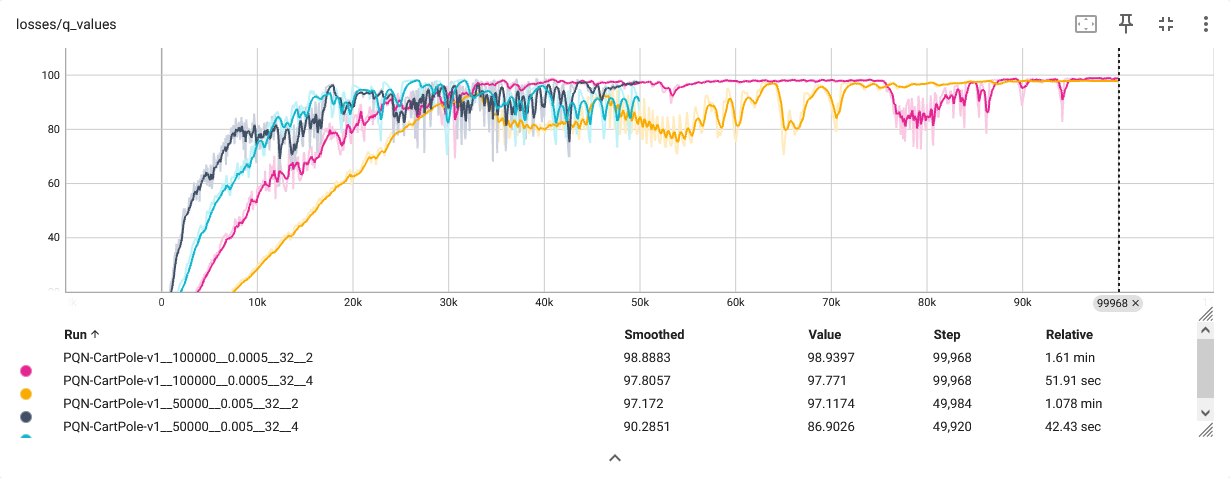 losses/q_values
100
80
60
40
20
0 10k 20k 30k 40k 50k 60k 70k 80k 90k 99968 ✕
Run ↑ Smoothed Value Step Relative
PQN-CartPole-v1__100000__0.0005__32__2 98.8883 98.9397 99,968 1.61 min
PQN-CartPole-v1__100000__0.0005__32__4 97.8057 97.771 99,968 51.91 sec
PQN-CartPole-v1__50000__0.005__32__2 97.172 97.1174 49,984 1.078 min
PQN-CartPole-v1__50000__0.005__32__4 90.2851 86.9026 49,920 42.43 sec